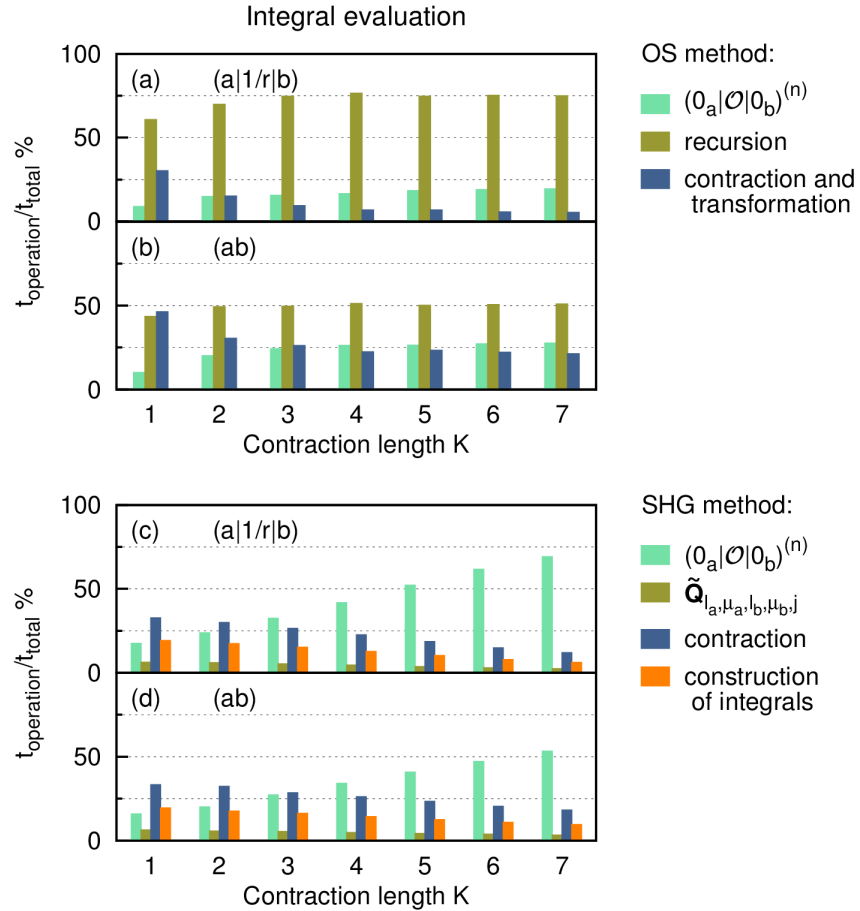 Integral evaluation
100
75
50
25
0
(a) (a|1/r|b)
(b) (ab)
50
0
t_operation/t_total %
1 2 3 4 5 6 7
Contraction length K
OS method:
(0_a|𝒪|0_b)^(n)
recursion
contraction and
transformation
100
50
0
(c) (a|1/r|b)
(d) (ab)
50
0
t_operation/t_total %
1 2 3 4 5 6 7
Contraction length K
SHG method:
(0_a|𝒪|0_b)^(n)
Q̃_{l_a,μ_a,l_b,μ_b,j}
contraction
construction
of integrals